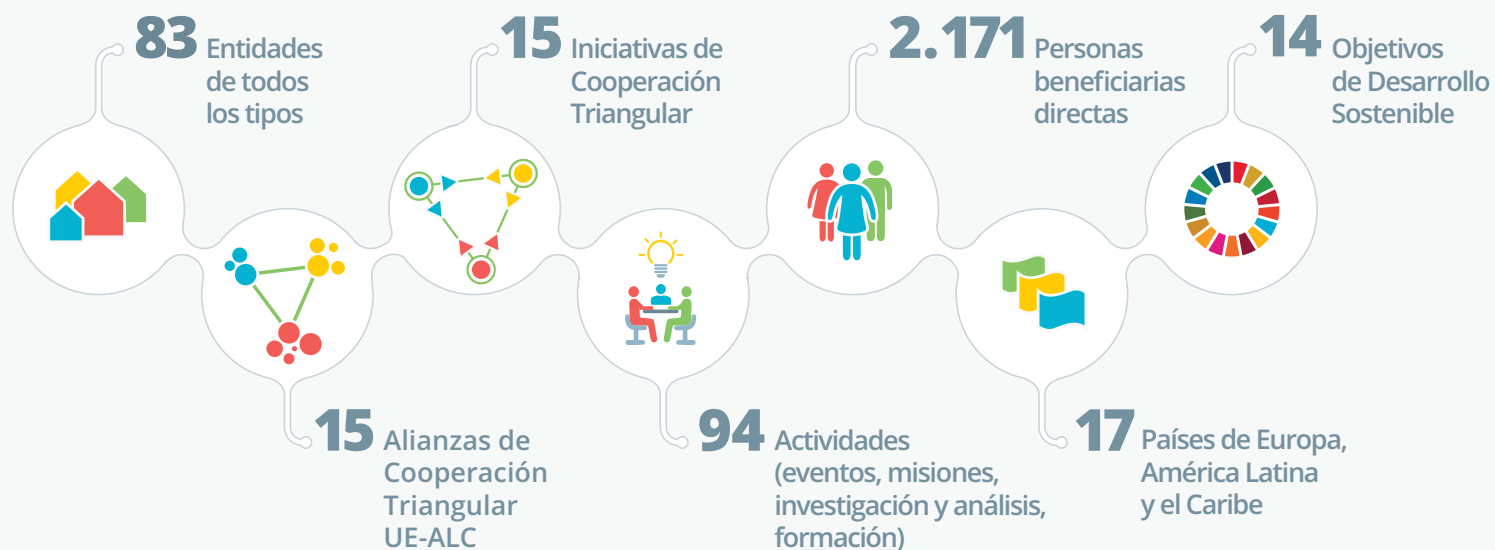 83 Entidades
de todos
los tipos
15 Alianzas de
Cooperación
Triangular
UE-ALC
15 Iniciativas de
Cooperación
Triangular
94 Actividades
(eventos, misiones,
investigación y análisis,
formación)
2.171 Personas
beneficiarias
directas
17 Países de Europa,
América Latina
y el Caribe
14 Objetivos
de Desarrollo
Sostenible